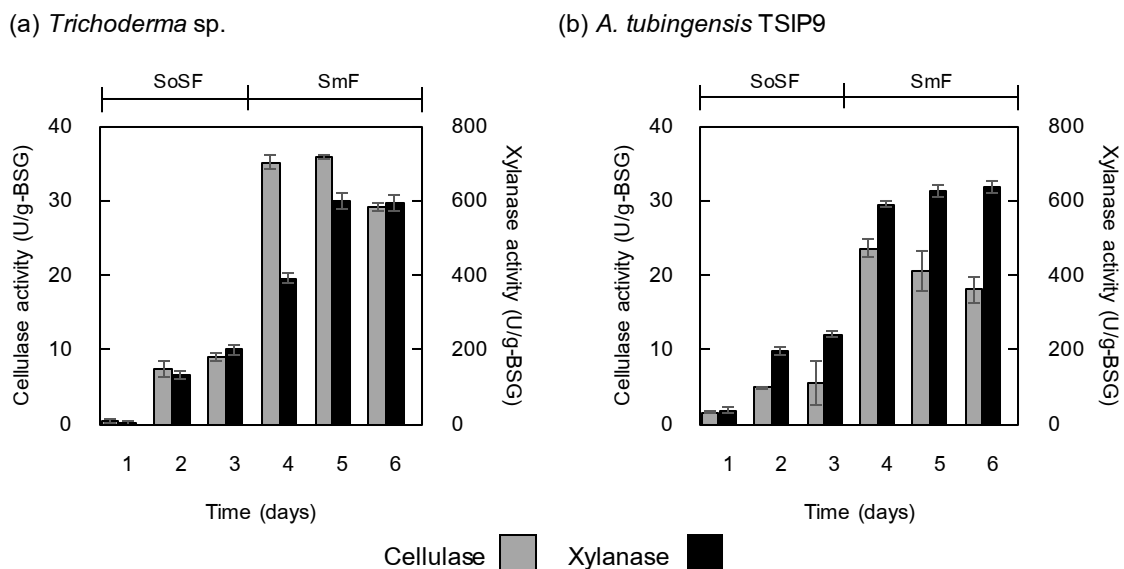 (a) Trichoderma sp.
SoSF SmF
40
30
20
10
0
Cellulase activity (U/g-BSG)
800
600
400
200
0
Xylanase activity (U/g-BSG)
1 2 3 4 5 6
Time (days)
(b) A. tubingensis TSIP9
SoSF SmF
40
30
20
10
0
Cellulase activity (U/g-BSG)
800
600
400
200
0
Xylanase activity (U/g-BSG)
1 2 3 4 5 6
Time (days)
Cellulase Xylanase